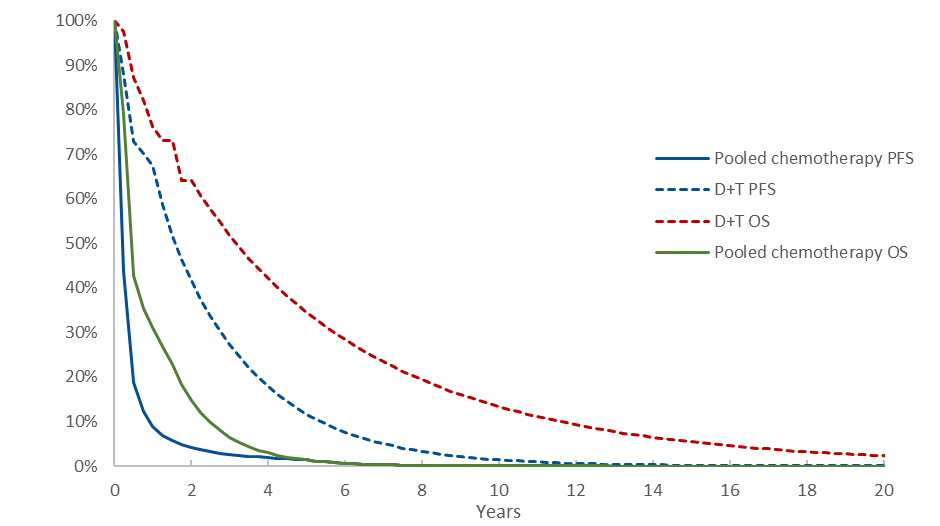 100%
90%
80%
70%
60%
50%
40%
30%
20%
10%
0%
Pooled chemotherapy PFS
D+T PFS
D+T OS
Pooled chemotherapy OS
0 2 4 6 8 10 12 14 16 18 20
Years